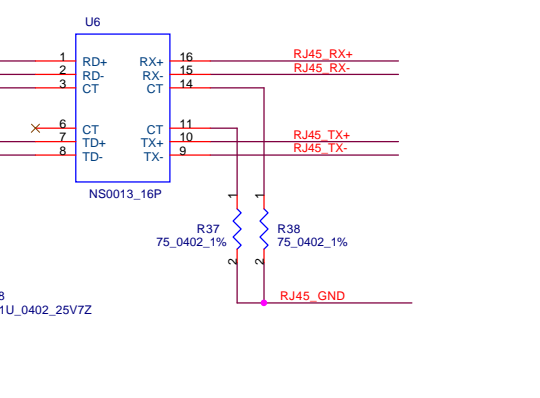 U6
1 RD+ RX+ 16 RJ45_RX+
2 RD- RX- 15 RJ45_RX-
3 CT CT 14
6 CT CT 11
7 TD+ TX+ 10 RJ45_TX+
8 TD- TX- 9 RJ45_TX-
NS0013_16P
1 1
R37 R38
75_0402_1% 75_0402_1%
2 2
8 RJ45_GND
1U_0402_25V7Z